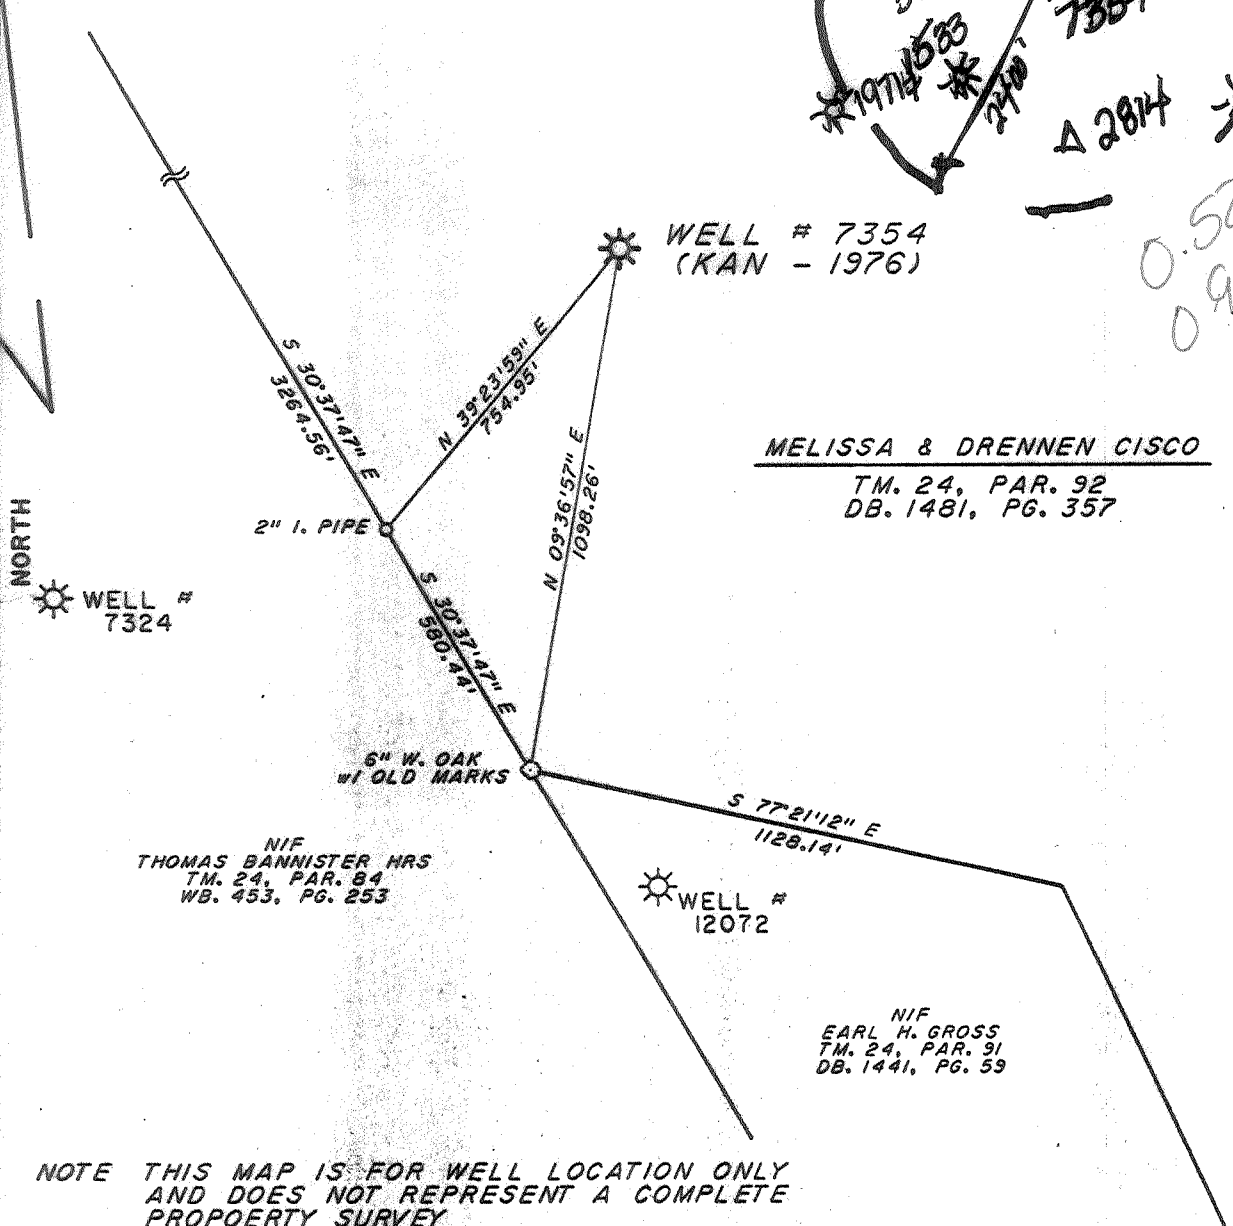 1533
1971#
2400'
Δ 2814
WELL # 7354
(KAN - 1976)
S 30°37'47" E
3264.56'
N 39°23'59" E
754.95'
N 09°36'57" E
1098.26'
MELISSA & DRENNEN CISCO
TM. 24, PAR. 92
DB. 1481, PG. 357
NORTH
2" I. PIPE
WELL #
7324
S 30°37'47" E
580.44'
6" W. OAK
w/ OLD MARKS
S 77°21'12" E
1128.14'
N/F
THOMAS BANNISTER HRS
TM. 24, PAR. 84
WB. 453, PG. 253
WELL #
12072
N/F
EARL H. GROSS
TM. 24, PAR. 91
DB. 1441, PG. 59
NOTE THIS MAP IS FOR WELL LOCATION ONLY
AND DOES NOT REPRESENT A COMPLETE
PROPOERTY SURVEY